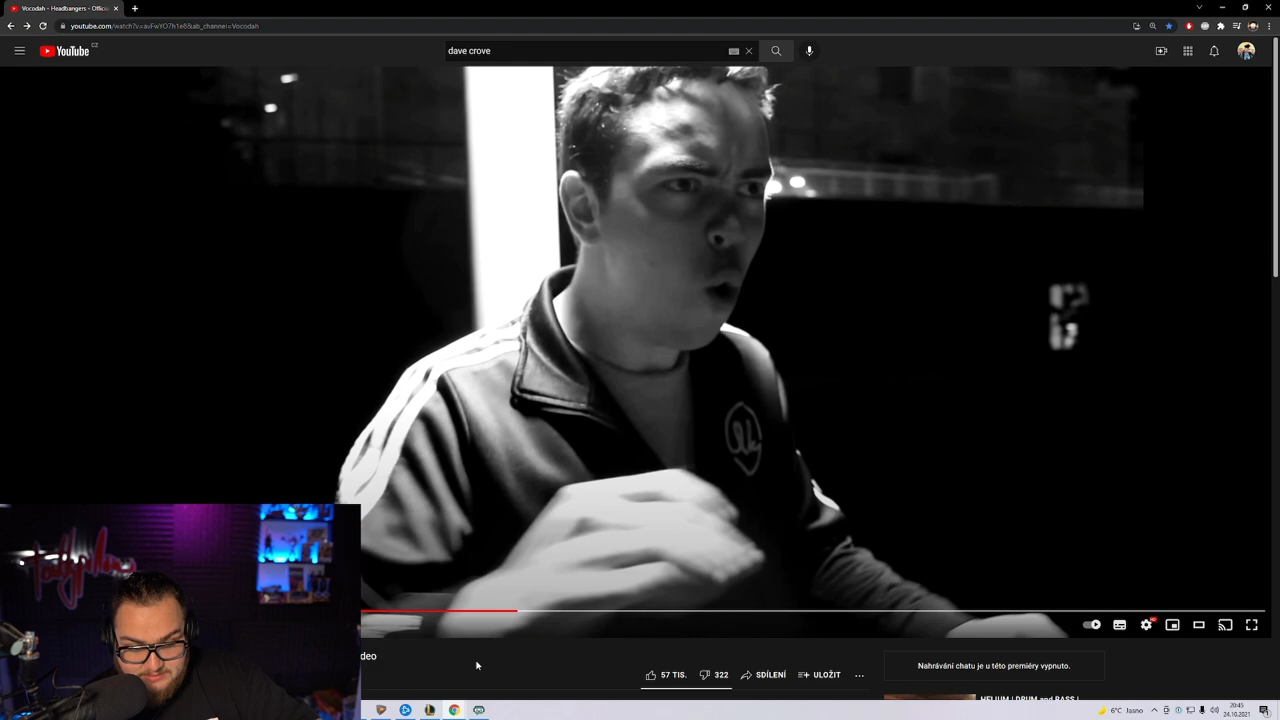 Vocodah - Headbangers - Offici
youtube.com/watch?v=avFwYO7h1e8&ab_channel=Vocodah
YouTube CZ
dave crove
deo
57 TIS.
322
SDÍLENÍ
ULOŽIT
Nahrávání chatu je u této premiéry vypnuto.
HELIUM | DRUM and BASS |
6°C Jasno
20:45
24.10.2021